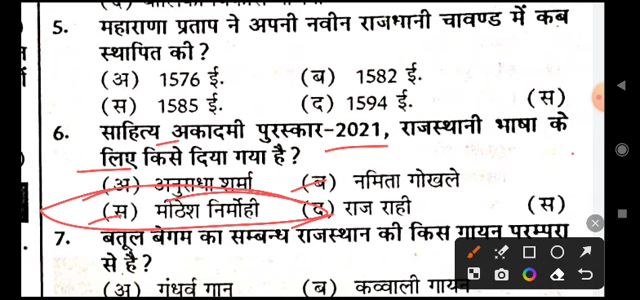 5. महाराणा प्रताप ने अपनी नवीन राजधानी चावण्ड में कब
स्थापित की ?
(अ) 1576 ई. (ब) 1582 ई.
(स) 1585 ई. (द) 1594 ई. (स)
6. साहित्य अकादमी पुरस्कार-2021, राजस्थानी भाषा के
लिए किसे दिया गया है ?
(अ) अनुराधा शर्मा (ब) नमिता गोखले
(स) मीठेश निर्मोही (द) राज राही (स)
7. बतूल बेगम का सम्बन्ध राजस्थान की किस गायन परम्परा
से है ?
(अ) गंधर्व गान (ब) कव्वाली गायन